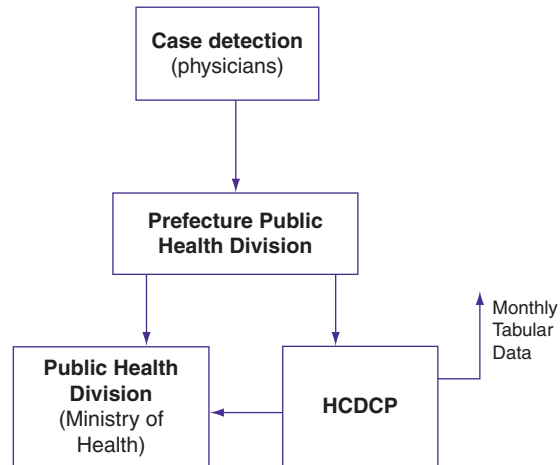 Case detection
(physicians)
Prefecture Public
Health Division
Monthly
Tabular
Data
Public Health
Division
(Ministry of
Health)
HCDCP